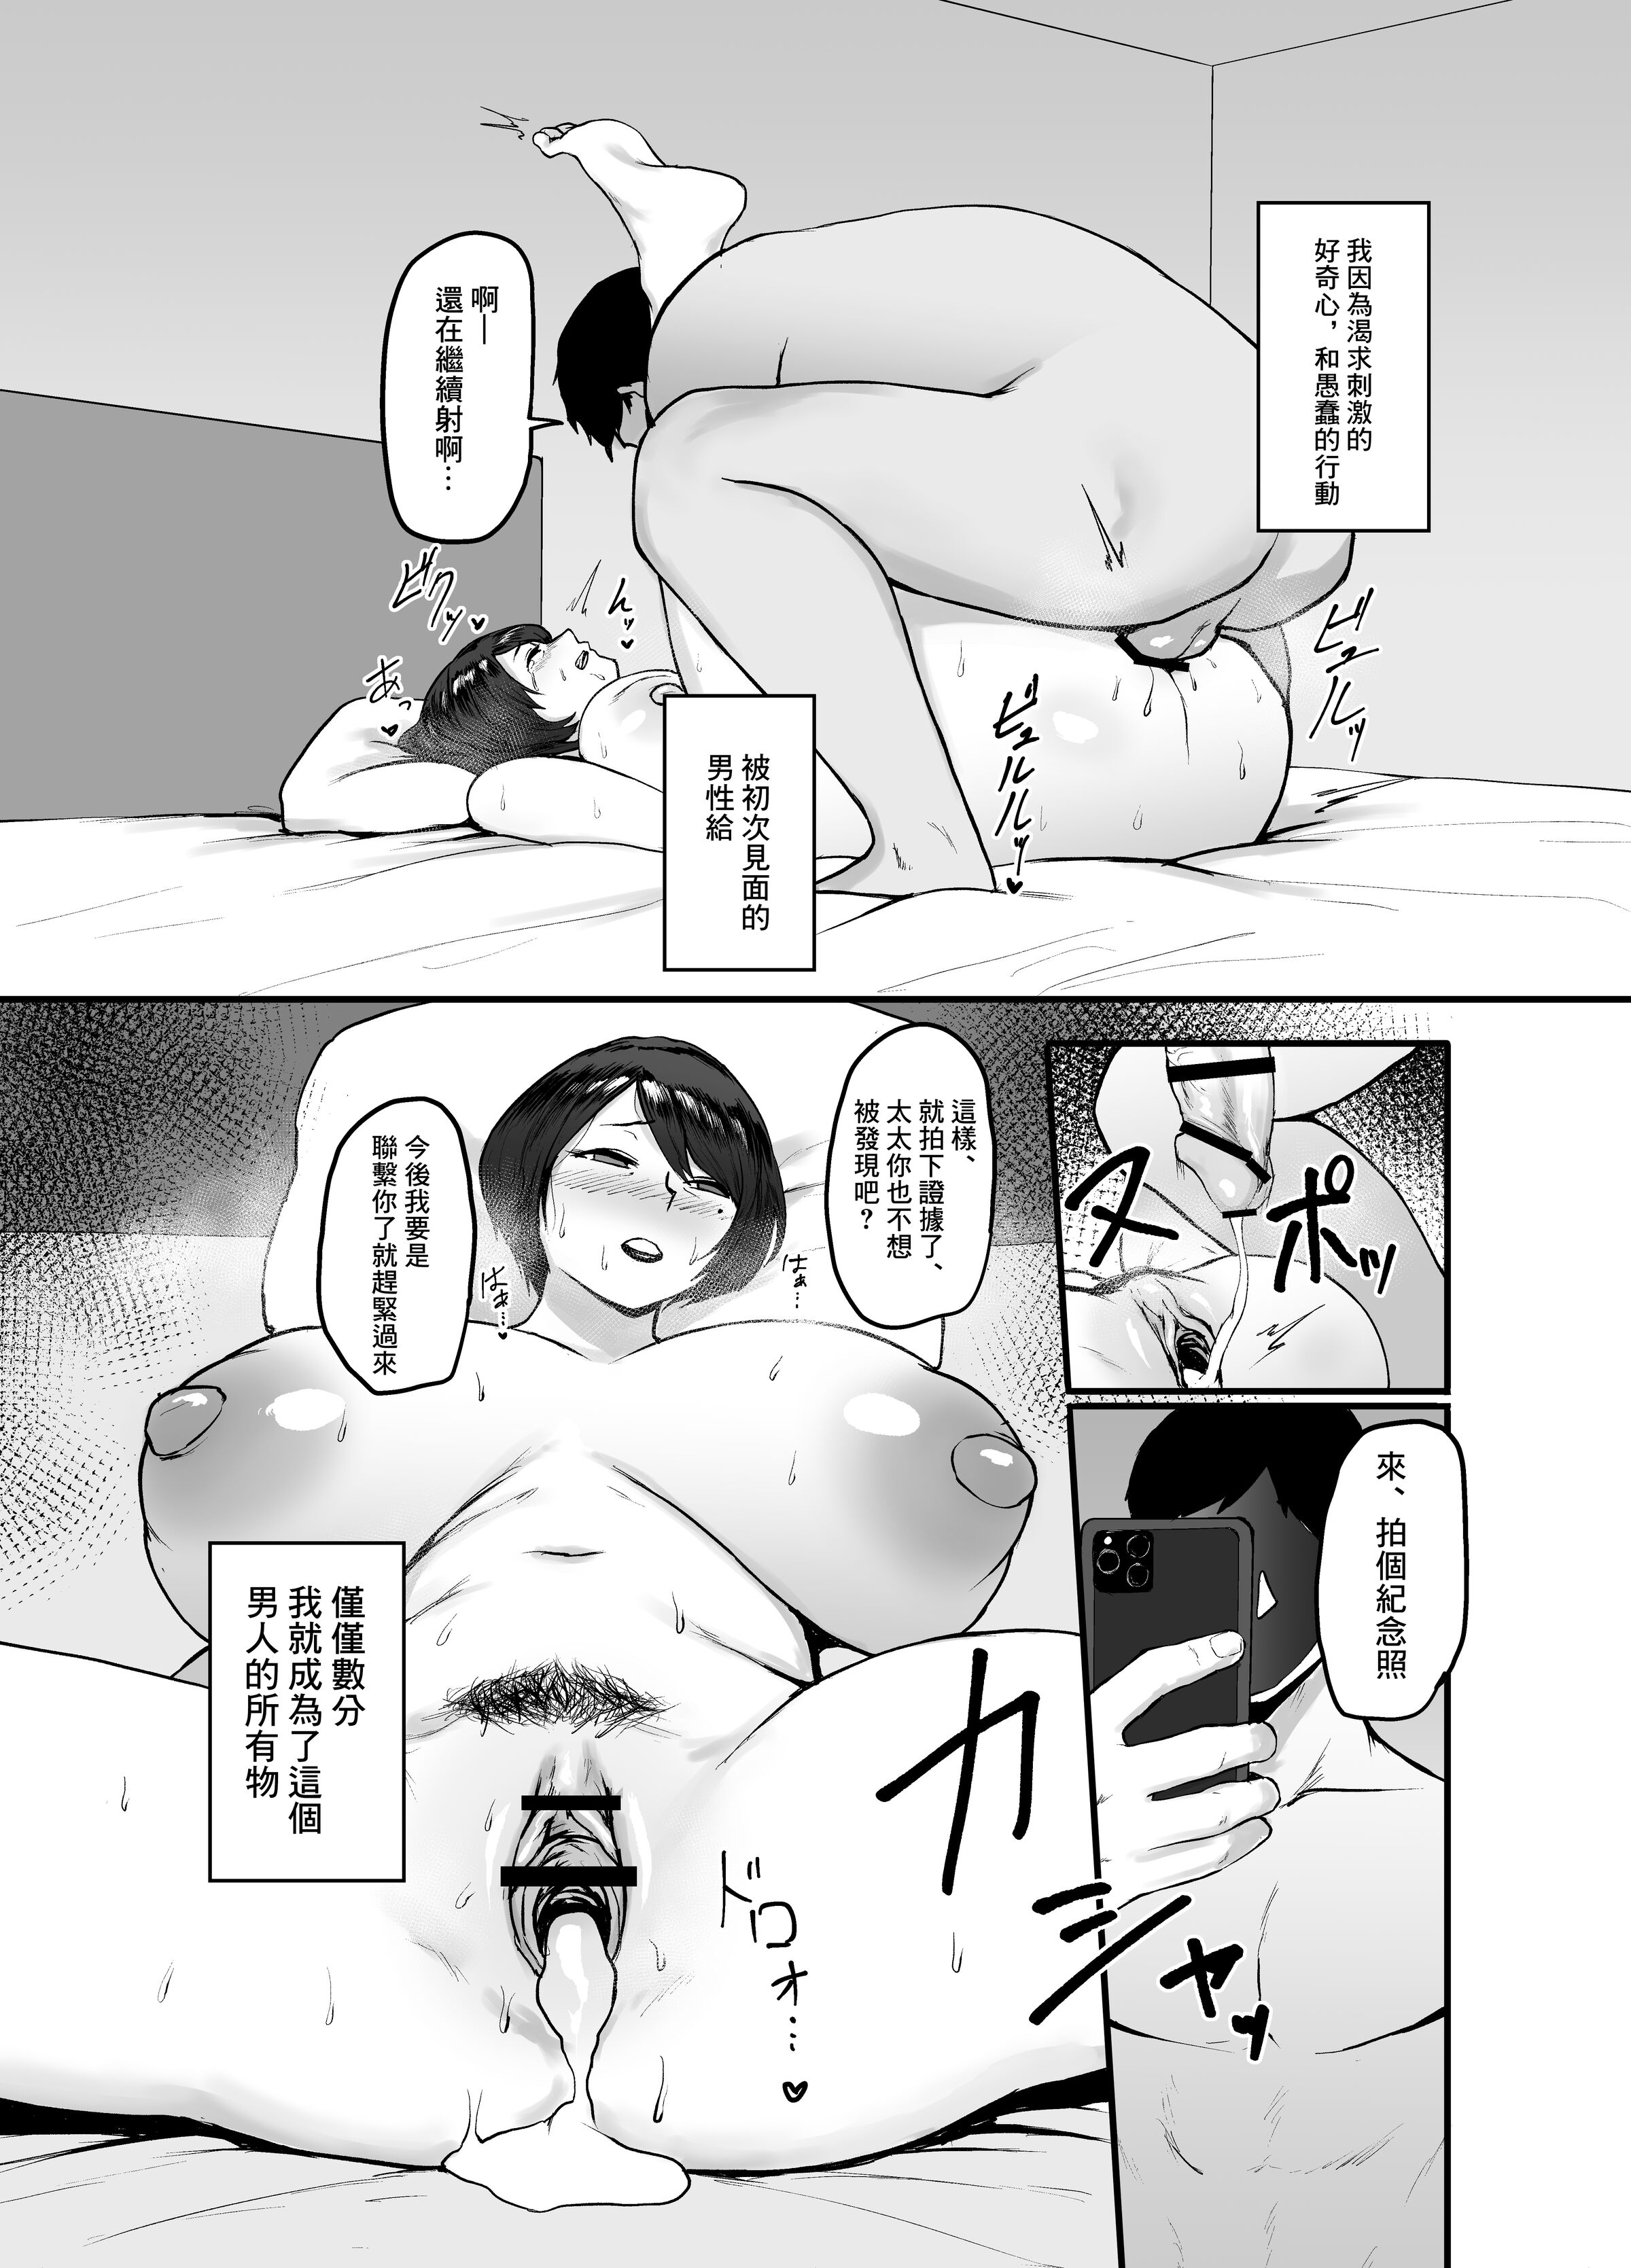 我因為渴求刺激的
好奇心，和愚蠢的行動
啊—
還在繼續射啊…
ビクッ
んッ
あっ
ビュルルッ
ビュルルルッ
被初次見面的
男性給
ヌポッ
這樣、
就拍下證據了、
太太你也不想
被發現吧？
今後我要是
聯繫你了就趕緊過來
はぁ…
はぁ…
來、拍個紀念照
カシャッ
僅僅數分
我就成為了這個
男人的所有物
ドロォ…